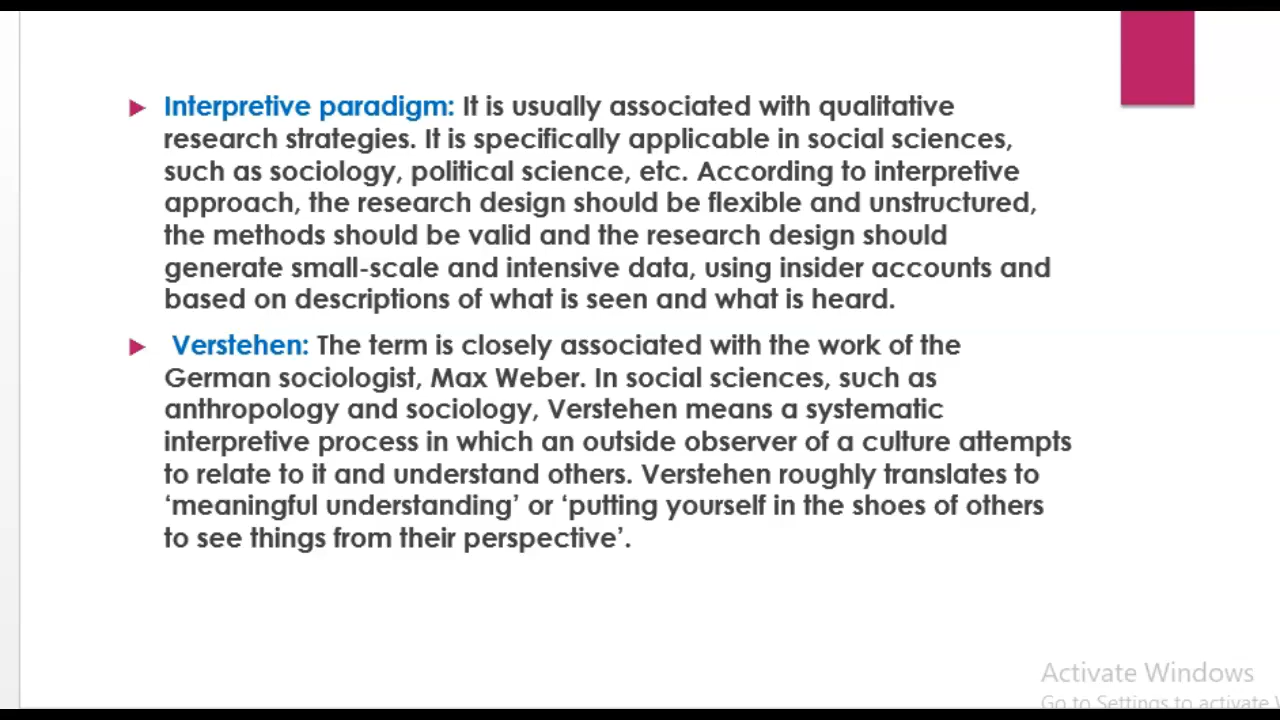 Interpretive paradigm: It is usually associated with qualitative
research strategies. It is specifically applicable in social sciences,
such as sociology, political science, etc. According to interpretive
approach, the research design should be flexible and unstructured,
the methods should be valid and the research design should
generate small-scale and intensive data, using insider accounts and
based on descriptions of what is seen and what is heard.
Verstehen: The term is closely associated with the work of the
German sociologist, Max Weber. In social sciences, such as
anthropology and sociology, Verstehen means a systematic
interpretive process in which an outside observer of a culture attempts
to relate to it and understand others. Verstehen roughly translates to
‘meaningful understanding’ or ‘putting yourself in the shoes of others
to see things from their perspective’.
Activate Windows
Go to Settings to activate